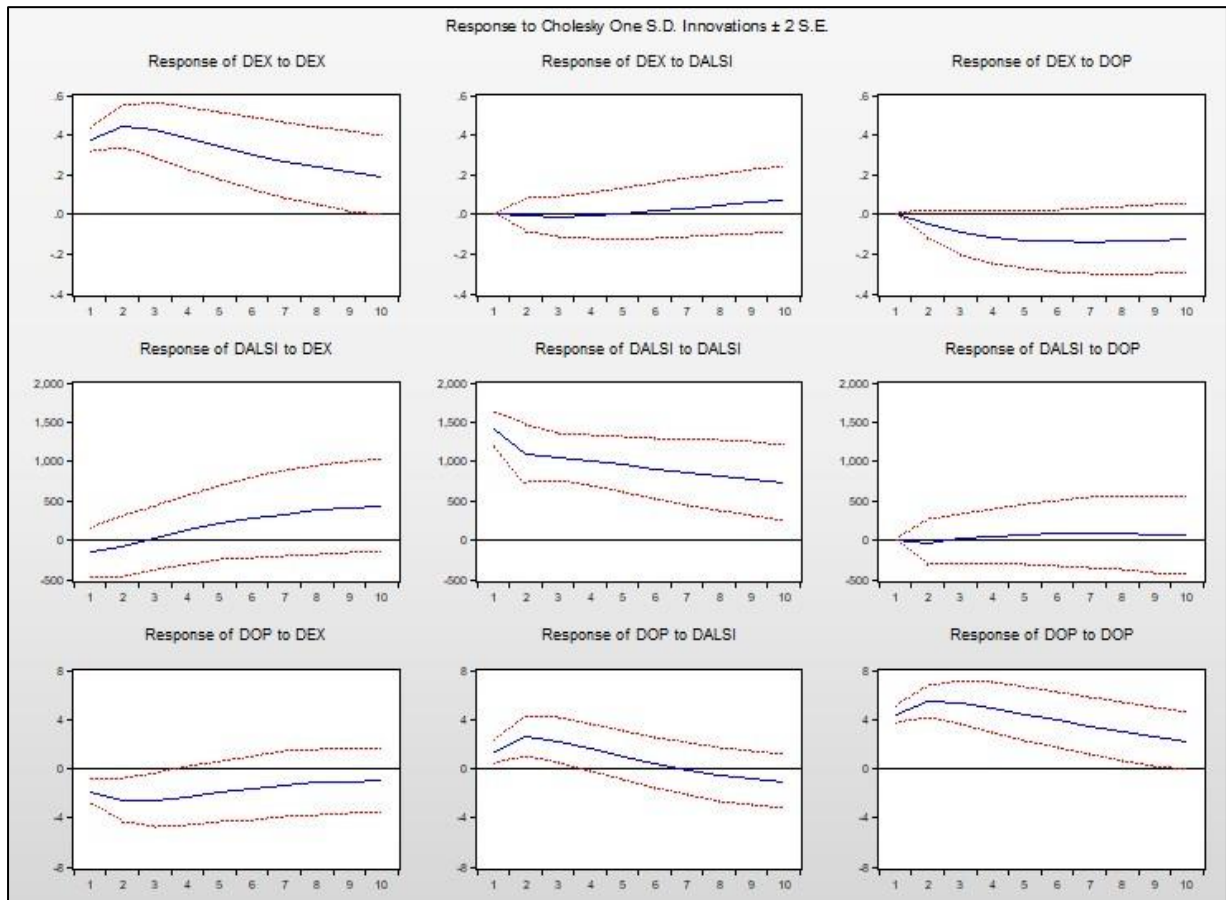 Response to Cholesky One S.D. Innovations ± 2 S.E.
Response of DEX to DEX
.6
.4
.2
.0
-.2
-.4
1 2 3 4 5 6 7 8 9 10
Response of DEX to DALSI
.6
.4
.2
.0
-.2
-.4
1 2 3 4 5 6 7 8 9 10
Response of DEX to DOP
.6
.4
.2
.0
-.2
-.4
1 2 3 4 5 6 7 8 9 10
Response of DALSI to DEX
2,000
1,500
1,000
500
0
-500
1 2 3 4 5 6 7 8 9 10
Response of DALSI to DALSI
2,000
1,500
1,000
500
0
-500
1 2 3 4 5 6 7 8 9 10
Response of DALSI to DOP
2,000
1,500
1,000
500
0
-500
1 2 3 4 5 6 7 8 9 10
Response of DOP to DEX
8
4
0
-4
-8
1 2 3 4 5 6 7 8 9 10
Response of DOP to DALSI
8
4
0
-4
-8
1 2 3 4 5 6 7 8 9 10
Response of DOP to DOP
8
4
0
-4
-8
1 2 3 4 5 6 7 8 9 10